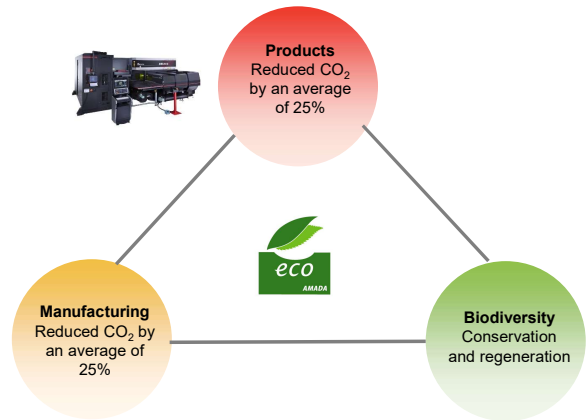 Products
Reduced CO₂
by an average
of 25%
eco
AMADA
Manufacturing
Reduced CO₂ by
an average of
25%
Biodiversity
Conservation
and regeneration